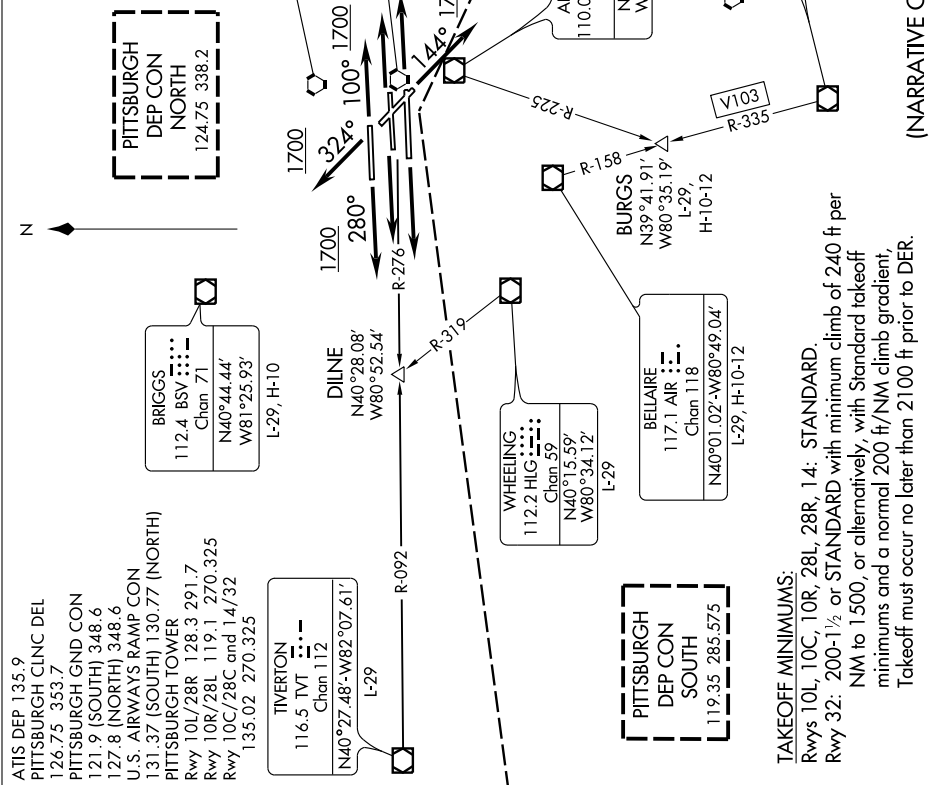 ATIS DEP 135.9
PITTSBURGH CLNC DEL
126.75 353.7
PITTSBURGH GND CON
121.9 (SOUTH) 348.6
127.8 (NORTH) 348.6
U.S. AIRWAYS RAMP CON
131.37 (SOUTH) 130.77 (NORTH)
PITTSBURGH TOWER
Rwy 10L/28R 128.3 291.7
Rwy 10R/28L 119.1 270.325
Rwy 10C/28C and 14/32
135.02 270.325
BRIGGS
112.4 BSV
Chan 71
N40°44.44'
W81°25.93'
L-29, H-10
N
PITTSBURGH
DEP CON
NORTH
124.75 338.2
1700
1700
1700
17
324°
100°
280°
144°
TIVERTON
116.5 TVT
Chan 112
N40°27.48'-W82°07.61'
L-29
R-092
DILNE
N40°28.08'
W80°52.54'
R-276
R-319
WHEELING
112.2 HLG
Chan 59
N40°15.59'
W80°34.12'
L-29
110.0
N
W
R-225
V103
R-335
R-158
BURGS
N39°41.91'
W80°35.19'
L-29,
H-10-12
BELLAIRE
117.1 AIR
Chan 118
N40°01.02'-W80°49.04'
L-29, H-10-12
PITTSBURGH
DEP CON
SOUTH
119.35 285.575
TAKEOFF MINIMUMS:
Rwys 10L, 10C, 10R, 28L, 28R, 14: STANDARD.
Rwy 32: 200-1½ or STANDARD with minimum climb of 240 ft per
NM to 1500, or alternatively, with Standard takeoff
minimums and a normal 200 ft/NM climb gradient,
Takeoff must occur no later than 2100 ft prior to DER.
(NARRATIVE